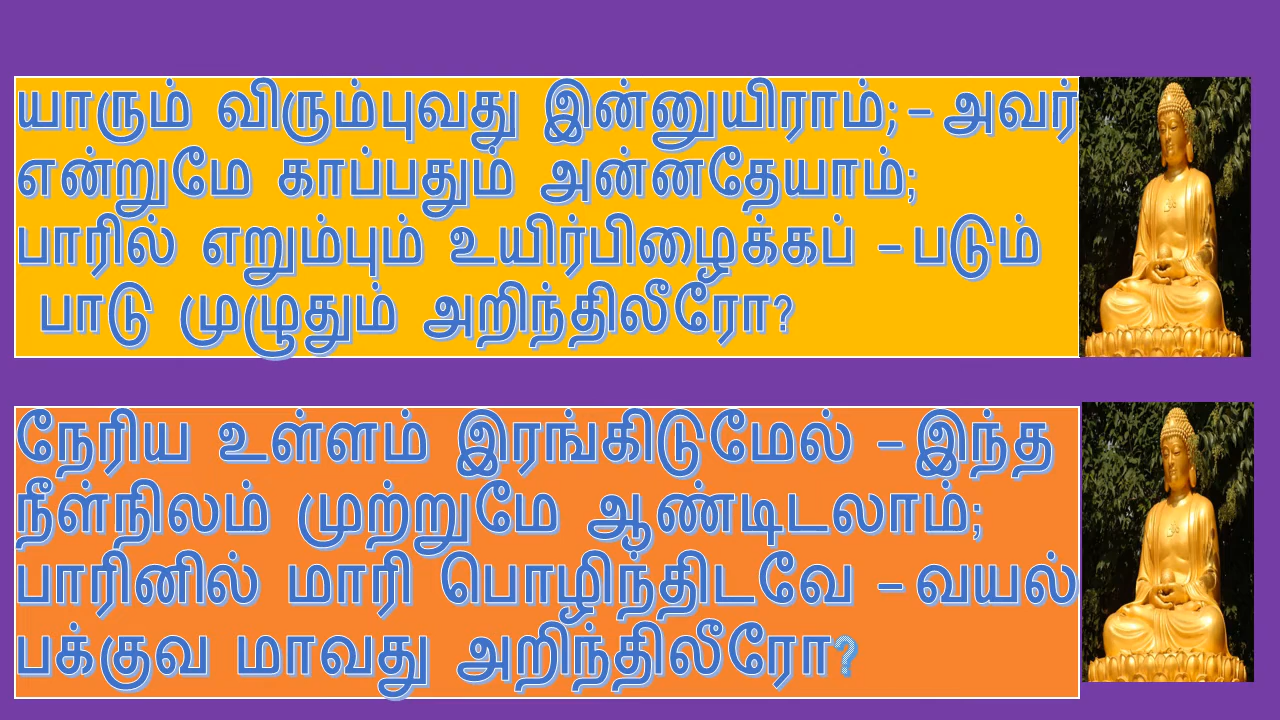 யாரும் விரும்புவது இன்னுயிராம்; – அவர்
என்றுமே காப்பதும் அன்னதேயாம்;
பாரில் எறும்பும் உயிர்பிழைக்கப் – படும்
பாடு முழுதும் அறிந்திலீரோ?
நேரிய உள்ளம் இரங்கிடுமேல் – இந்த
நீள்நிலம் முற்றுமே ஆண்டிடலாம்;
பாரினில் மாரி பொழிந்திடவே – வயல்
பக்குவ மாவது அறிந்திலீரோ?